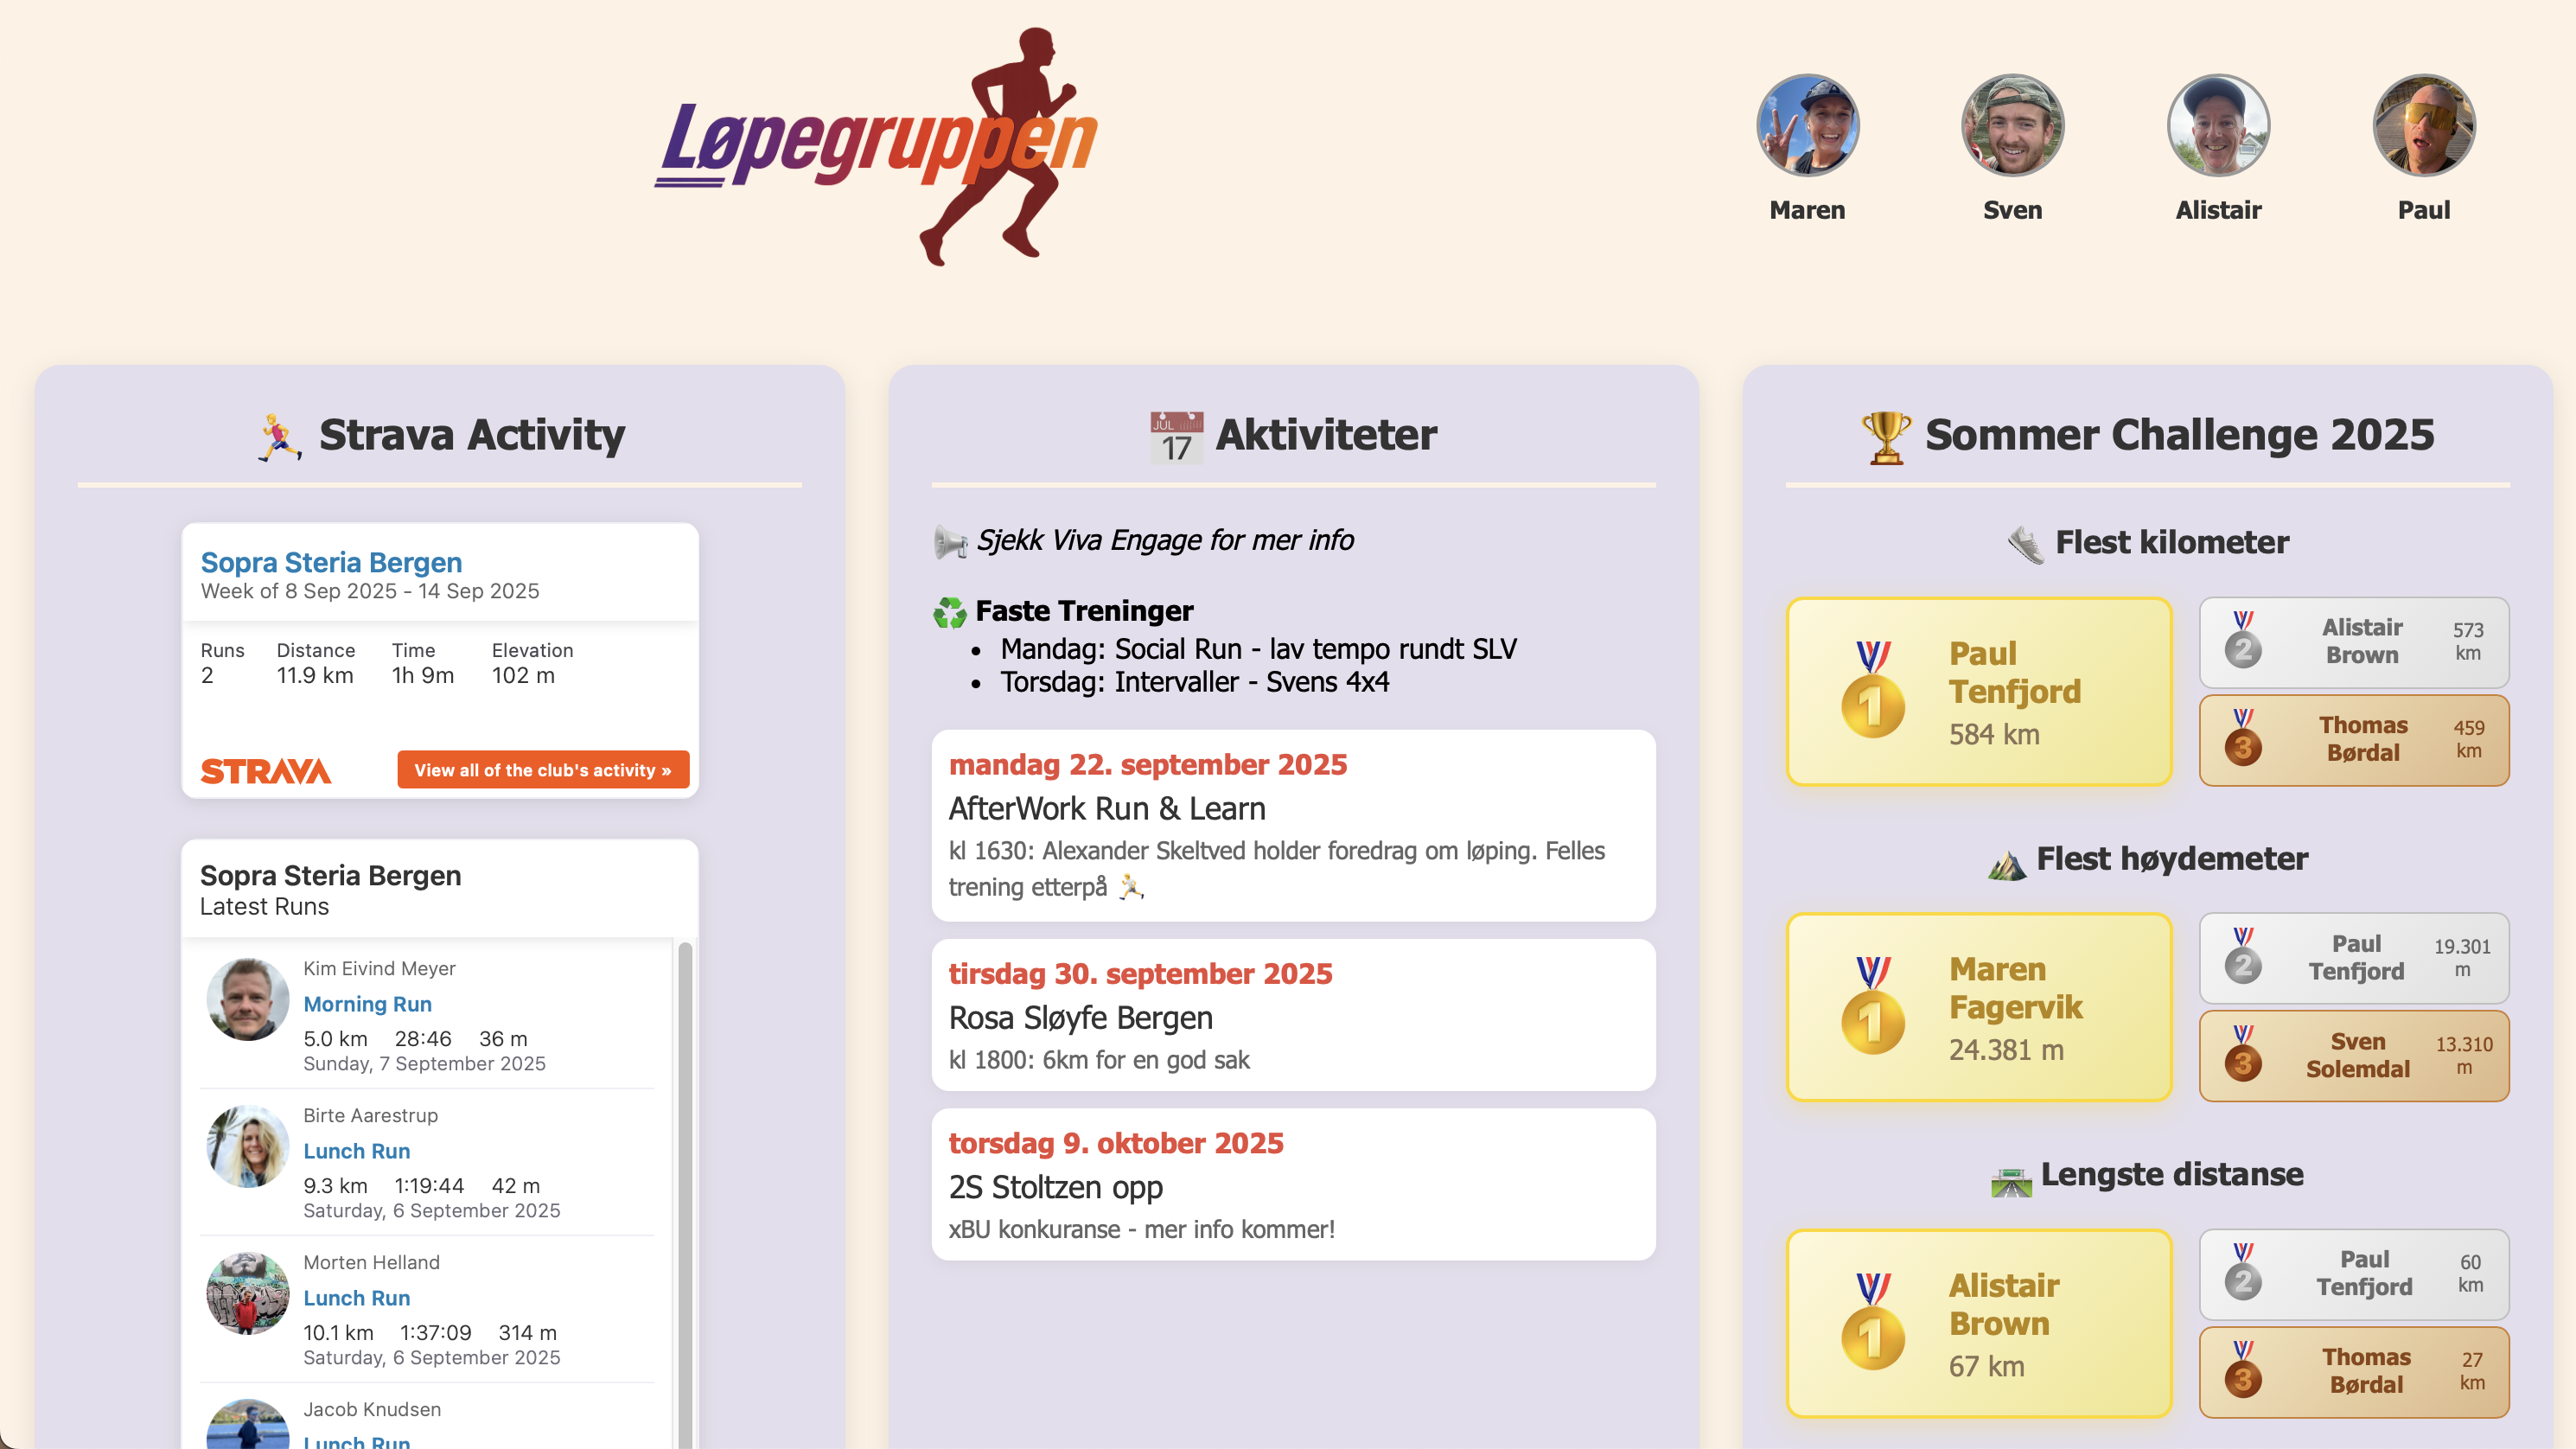 Løpegruppen
Maren
Sven
Alistair
Paul
Strava Activity
Sopra Steria Bergen
Week of 8 Sep 2025 - 14 Sep 2025
Runs Distance Time Elevation
2 11.9 km 1h 9m 102 m
STRAVA
View all of the club's activity »
Sopra Steria Bergen
Latest Runs
Kim Eivind Meyer
Morning Run
5.0 km 28:46 36 m
Sunday, 7 September 2025
Birte Aarestrup
Lunch Run
9.3 km 1:19:44 42 m
Saturday, 6 September 2025
Morten Helland
Lunch Run
10.1 km 1:37:09 314 m
Saturday, 6 September 2025
Jacob Knudsen
Lunch Run
JUL
17
Aktiviteter
Sjekk Viva Engage for mer info
Faste Treninger
• Mandag: Social Run - lav tempo rundt SLV
• Torsdag: Intervaller - Svens 4x4
mandag 22. september 2025
AfterWork Run & Learn
kl 1630: Alexander Skeltved holder foredrag om løping. Felles
trening etterpå
tirsdag 30. september 2025
Rosa Sløyfe Bergen
kl 1800: 6km for en god sak
torsdag 9. oktober 2025
2S Stoltzen opp
xBU konkuranse - mer info kommer!
Sommer Challenge 2025
Flest kilometer
1
Paul
Tenfjord
584 km
2
Alistair
Brown
573
km
3
Thomas
Børdal
459
km
Flest høydemeter
1
Maren
Fagervik
24.381 m
2
Paul
Tenfjord
19.301
m
3
Sven
Solemdal
13.310
m
Lengste distanse
1
Alistair
Brown
67 km
2
Paul
Tenfjord
60
km
3
Thomas
Børdal
27
km